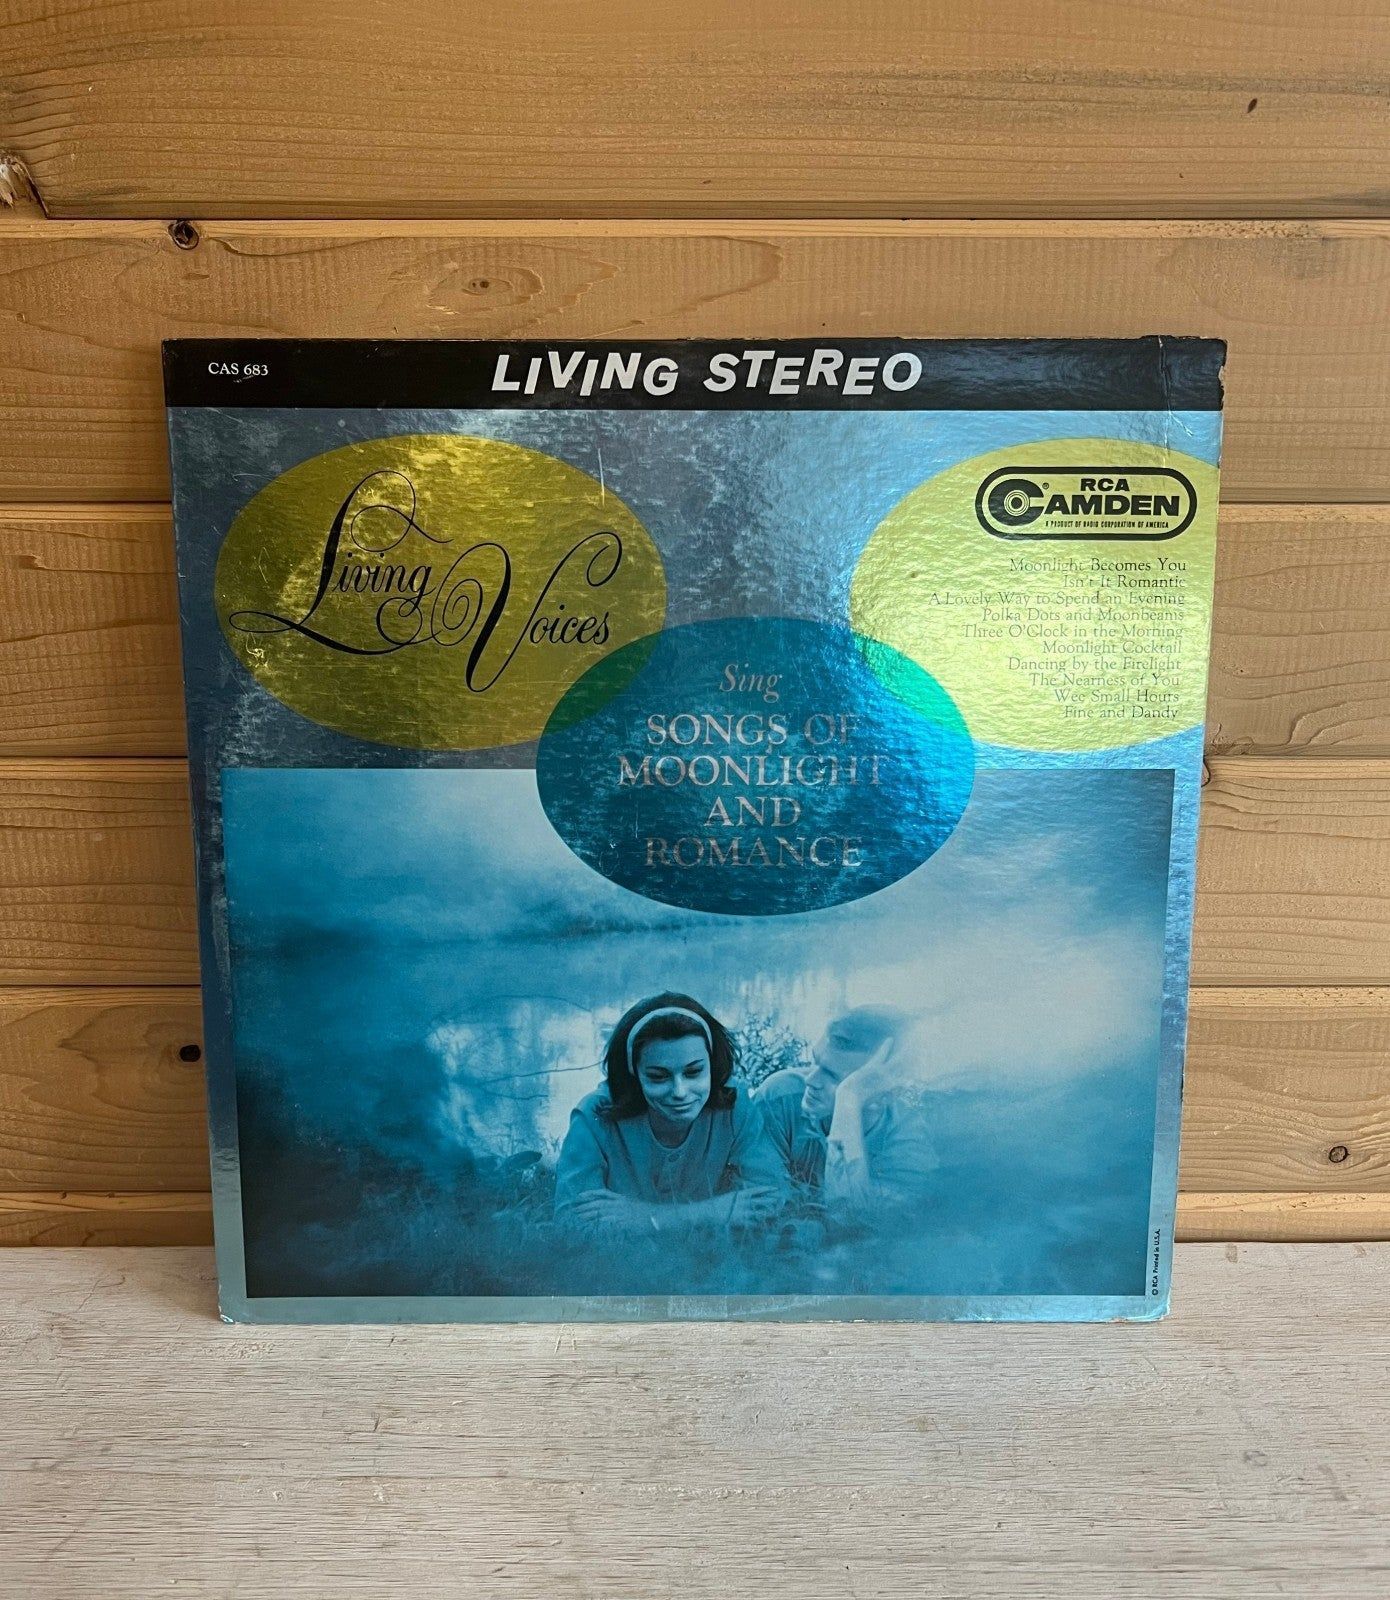 CAS 683
LIVING STEREO
Living Voices
RCA
CAMDEN®
A PRODUCT OF RADIO CORPORATION OF AMERICA
Moonlight Becomes You
Isn't It Romantic
A Lovely Way to Spend an Evening
Polka Dots and Moonbeams
Three O'Clock in the Morning
Moonlight Cocktail
Dancing by the Firelight
The Nearness of You
Wee Small Hours
Fine and Dandy
Sing
SONGS OF
MOONLIGHT
AND
ROMANCE
© RCA Printed in U.S.A.